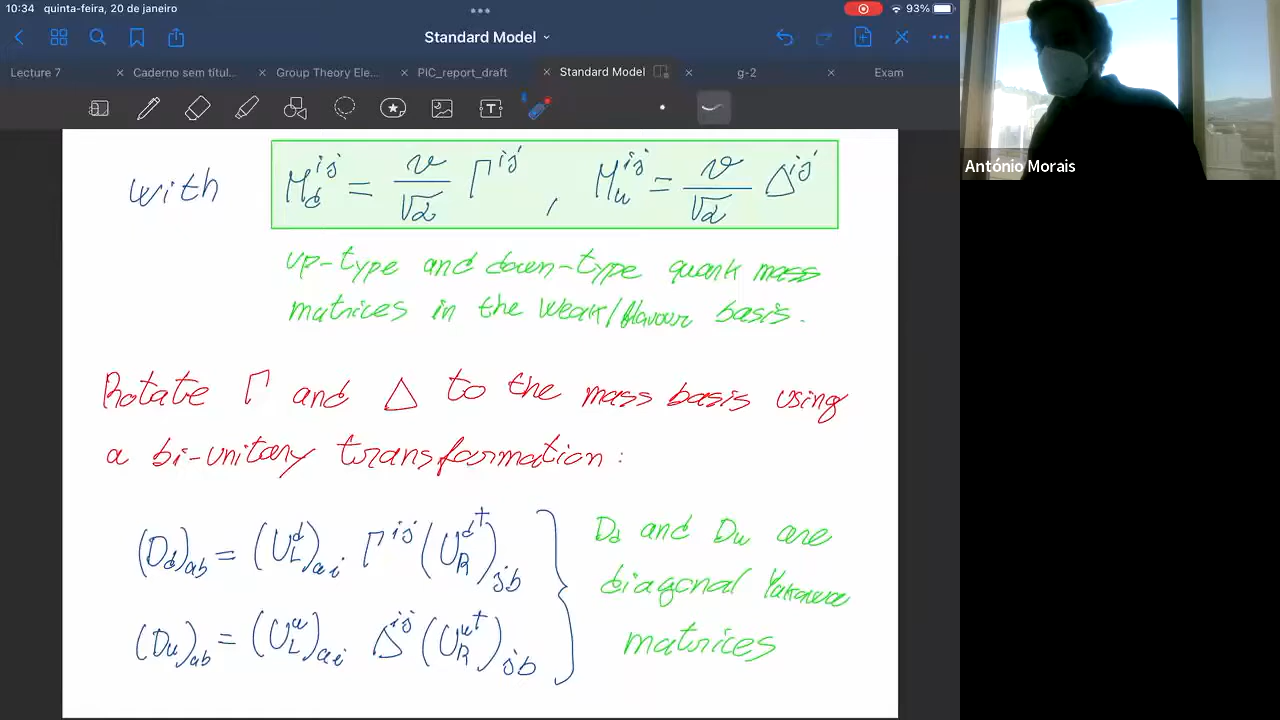 10:34 quinta-feira, 20 de janeiro
93%
Standard Model
Lecture 7 × Caderno sem títul... × Group Theory Ele... × PIC_report_draft × Standard Model × g-2 × Exam
António Morais
with M_d^{ij} = v/√2 Γ^{ij} , M_u^{ij} = v/√2 Δ^{ij}
up-type and down-type quark mass
matrices in the weak/flavour basis.
Rotate Γ and Δ to the mass basis using
a bi-unitary transformation:
(D_d)_{ab} = (U_L^d)_{ai} Γ^{ij} (U_R^{d†})_{jb}
(D_u)_{ab} = (U_L^u)_{ai} Δ^{ij} (U_R^{u†})_{jb}
D_d and D_u are
diagonal Yukawa
matrices